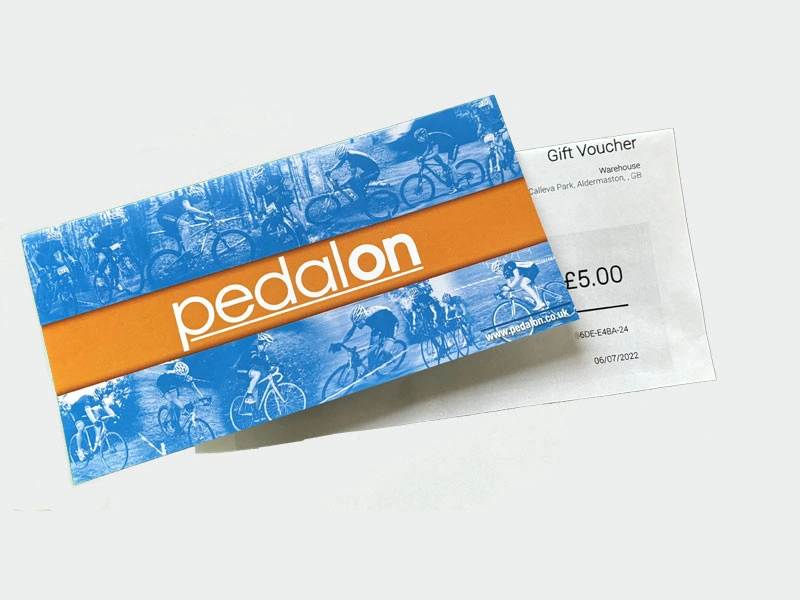 pedalon
www.pedalon.co.uk
Gift Voucher
Warehouse
Calleva Park, Aldermaston, , GB
£5.00
6DE-E4BA-24
06/07/2022